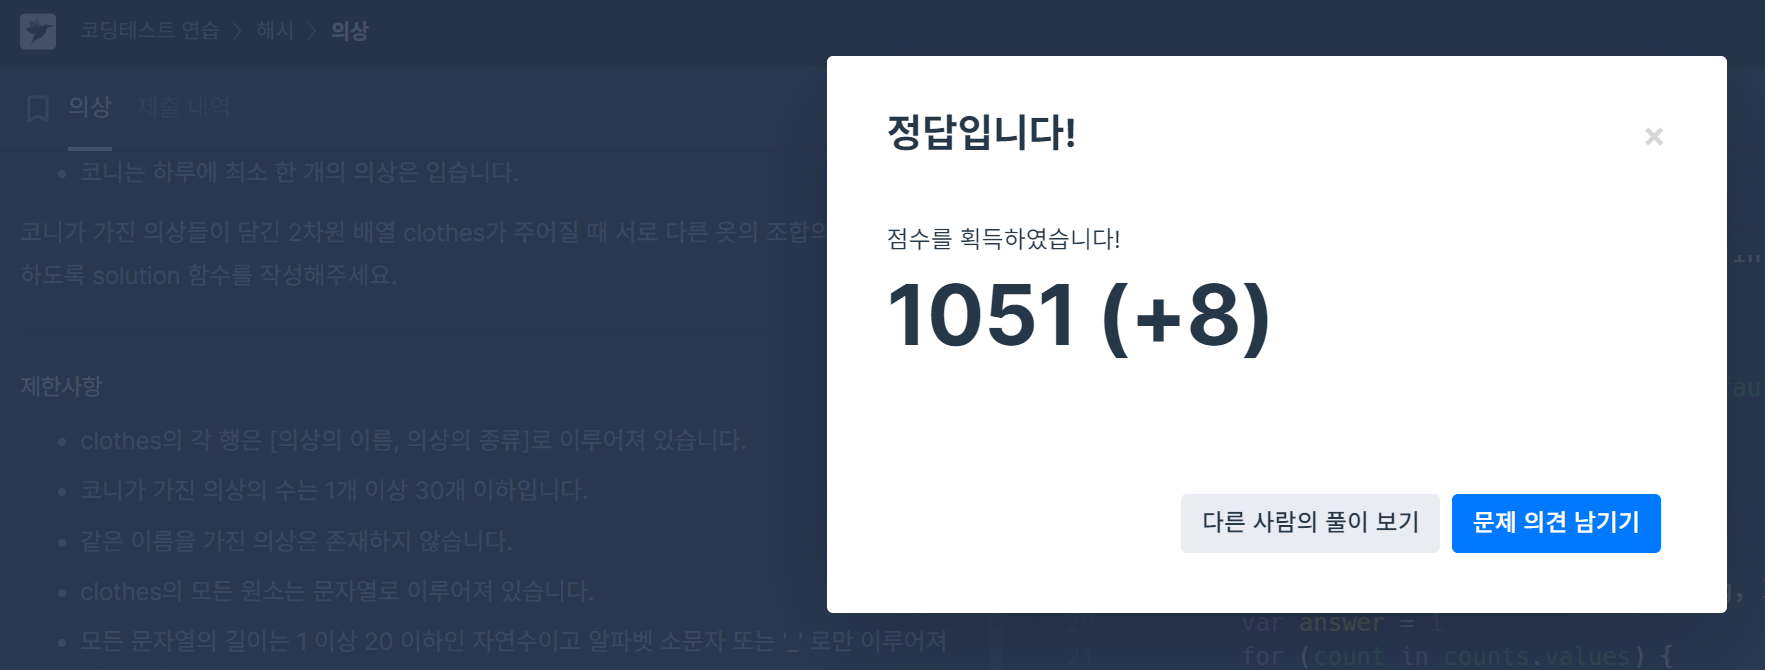 코딩테스트 연습 > 해시 > 의상
의상 제출 내역
코니는 하루에 최소 한 개의 의상은 입습니다.
코니가 가진 의상들이 담긴 2차원 배열 clothes가 주어질 때 서로 다른 옷의 조합의
하도록 solution 함수를 작성해주세요.
제한사항
clothes의 각 행은 [의상의 이름, 의상의 종류]로 이루어져 있습니다.
코니가 가진 의상의 수는 1개 이상 30개 이하입니다.
같은 이름을 가진 의상은 존재하지 않습니다.
clothes의 모든 원소는 문자열로 이루어져 있습니다.
모든 문자열의 길이는 1 이상 20 이하인 자연수이고 알파벳 소문자 또는 '_' 로만 이루어져
정답입니다!
×
점수를 획득하였습니다!
1051 (+8)
다른 사람의 풀이 보기
문제 의견 남기기
20 var answer = 1
21 for (count in counts.values) {